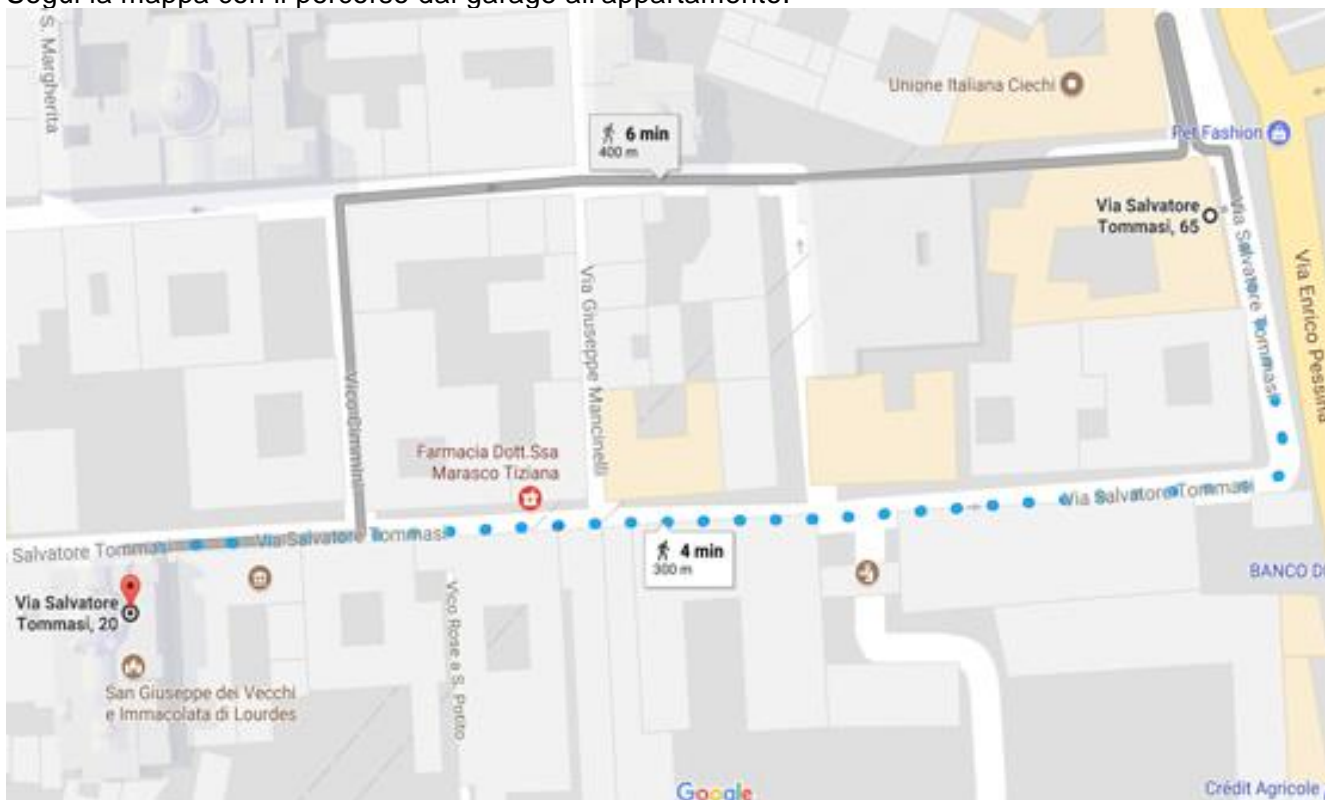 Segui la mappa con il percorso dal garage all'appartamento.
S. Margherita
Unione Italiana Ciechi
6 min
400 m
Pet Fashion
Via Salvatore
Tommasi, 65
Via Salvatore Tommasi
Via Enrico Pessina
Via Giuseppe Mancinelli
Vico Cimmini
Farmacia Dott.Ssa
Marasco Tiziana
Via Salvatore Tommasi
Salvatore Tommasi
Via Salvatore Tommasi
4 min
300 m
BANCO D
Via Salvatore
Tommasi, 20
Vico Rose a S. Potito
San Giuseppe dei Vecchi
e Immacolata di Lourdes
Google
Crédit Agricole